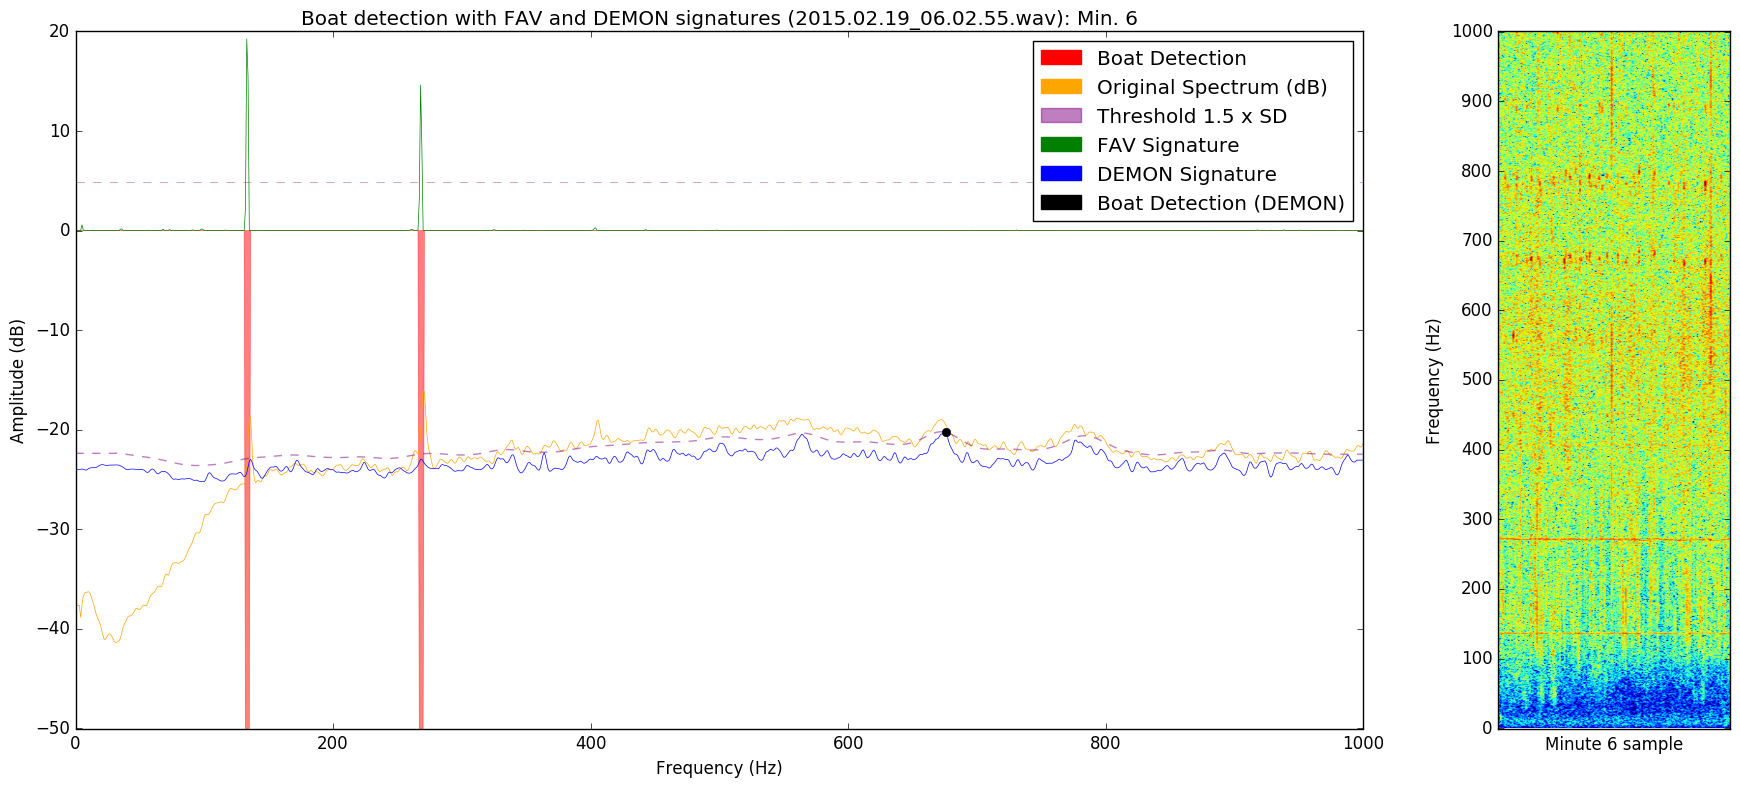 Boat detection with FAV and DEMON signatures (2015.02.19_06.02.55.wav): Min. 6
Boat Detection
Original Spectrum (dB)
Threshold 1.5 x SD
FAV Signature
DEMON Signature
Boat Detection (DEMON)
Amplitude (dB)
20
10
0
−10
−20
−30
−40
−50
0
200
400
600
800
1000
Frequency (Hz)
Frequency (Hz)
1000
900
800
700
600
500
400
300
200
100
0
Minute 6 sample